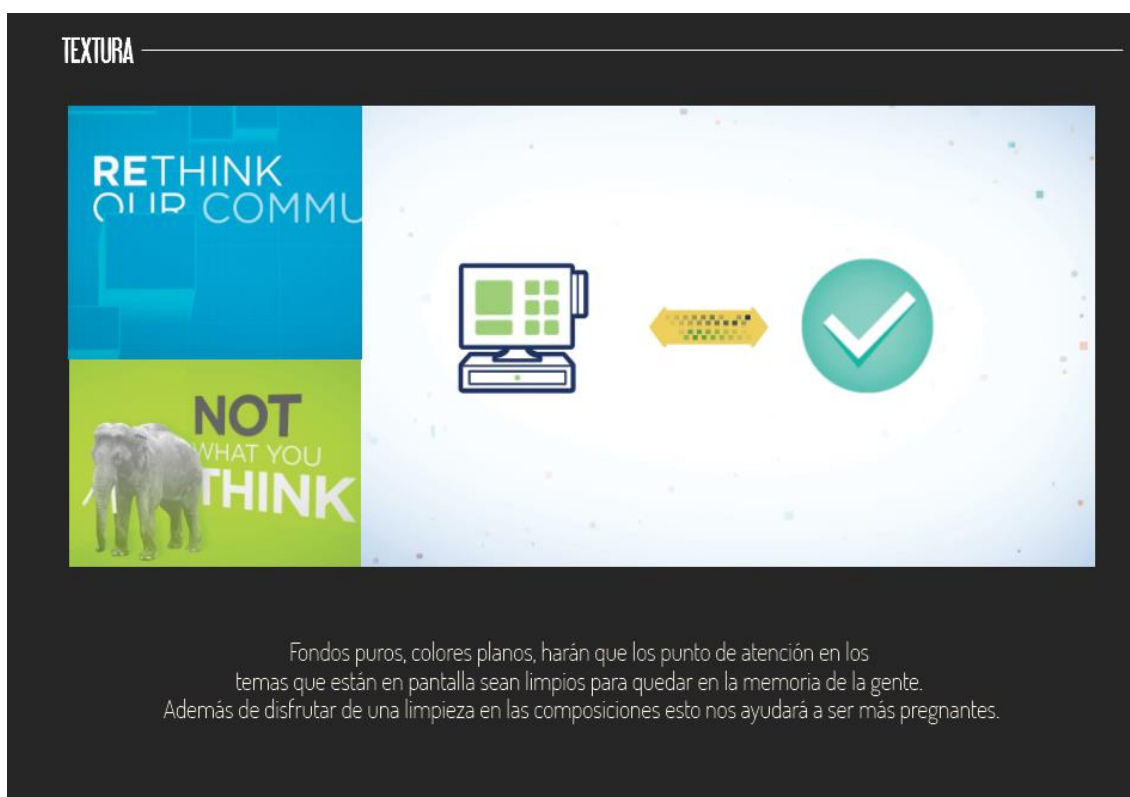 TEXTURA
RETHINK
OUR COMMU
NOT
WHAT YOU
THINK
Fondos puros, colores planos, harán que los punto de atención en los
temas que están en pantalla sean limpios para quedar en la memoria de la gente.
Además de disfrutar de una limpieza en las composiciones esto nos ayudará a ser más pregnantes.